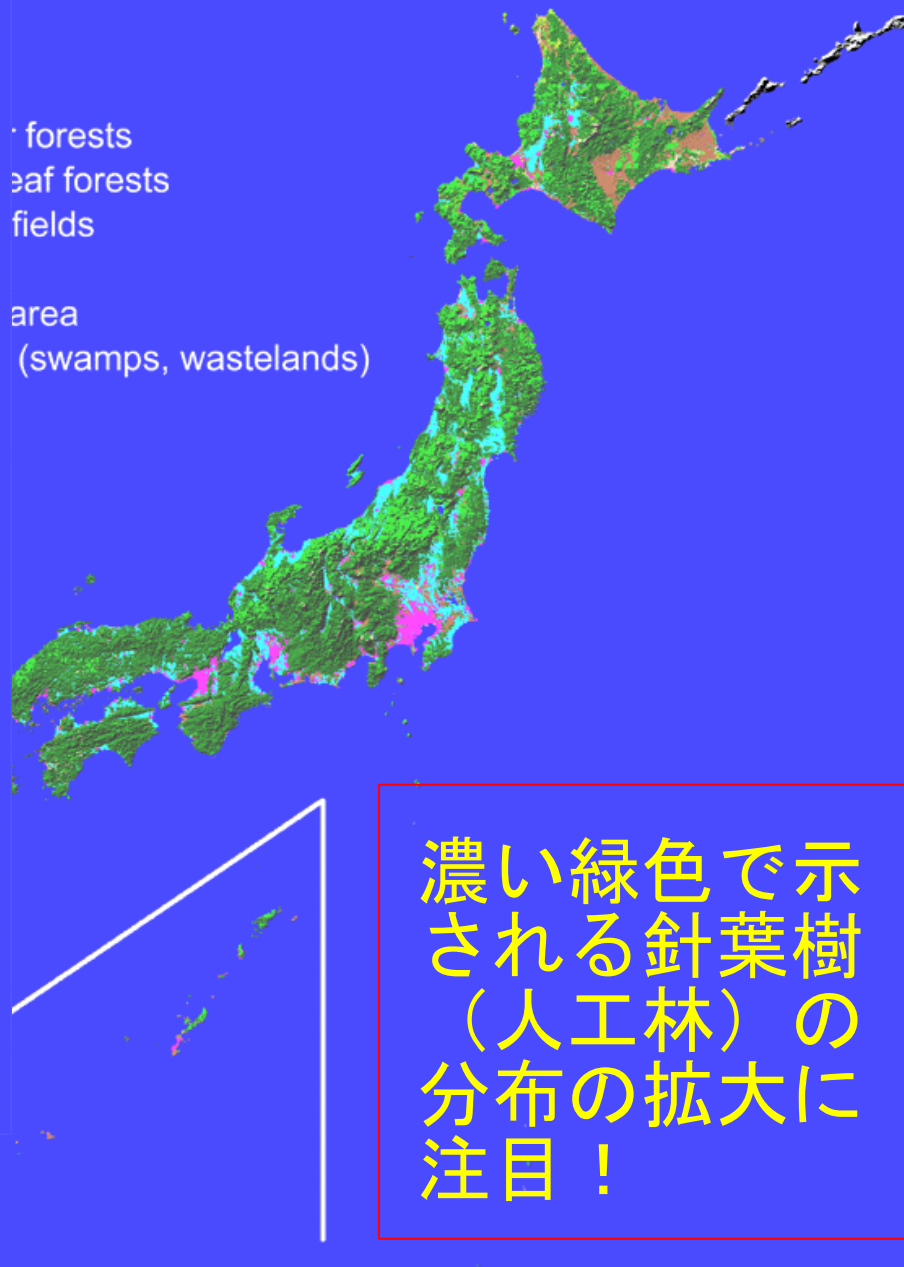 forests
eaf forests
fields
area
(swamps, wastelands)
濃い緑色で示
される針葉樹
（人工林）の
分布の拡大に
注目！